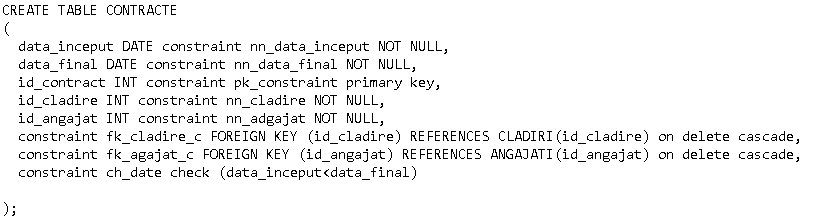 CREATE TABLE CONTRACTE
(
data_inceput DATE constraint nn_data_inceput NOT NULL,
data_final DATE constraint nn_data_final NOT NULL,
id_contract INT constraint pk_constraint primary key,
id_cladire INT constraint nn_cladire NOT NULL,
id_angajat INT constraint nn_adgajat NOT NULL,
constraint fk_cladire_c FOREIGN KEY (id_cladire) REFERENCES CLADIRI(id_cladire) on delete cascade,
constraint fk_agajat_c FOREIGN KEY (id_angajat) REFERENCES ANGAJATI(id_angajat) on delete cascade,
constraint ch_date check (data_inceput<data_final)
);